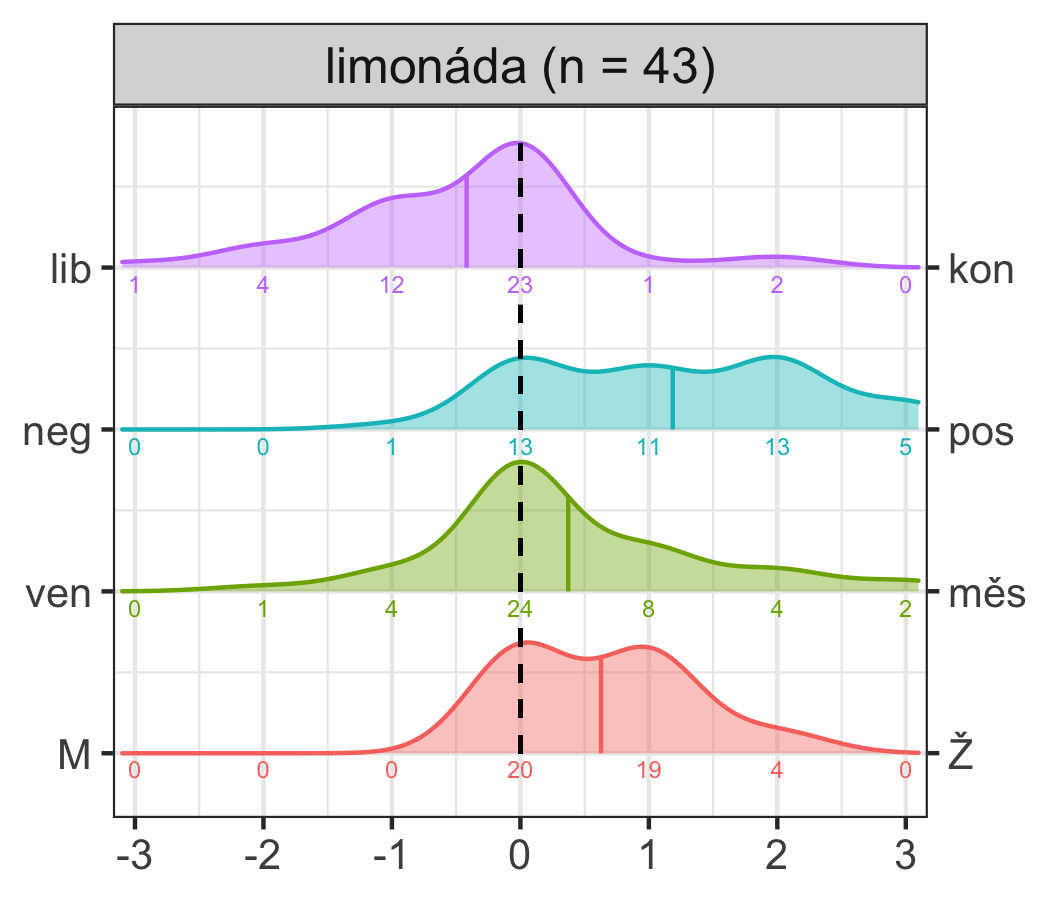 limonáda (n = 43)
lib kon
1 4 12 23 1 2 0
neg pos
0 0 1 13 11 13 5
ven měs
0 1 4 24 8 4 2
M Ž
0 0 0 20 19 4 0
-3 -2 -1 0 1 2 3